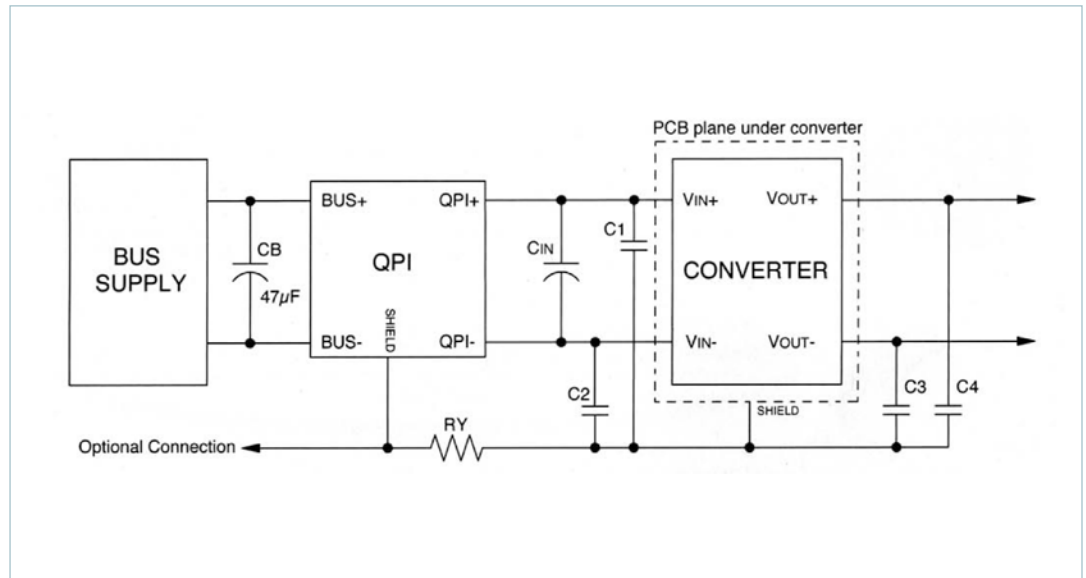 PCB plane under converter
BUS
SUPPLY
CB
47µF
BUS+
QPI+
QPI
SHIELD
BUS-
QPI-
CIN
C1
C2
VIN+
VOUT+
CONVERTER
VIN-
VOUT-
SHIELD
C3
C4
RY
Optional Connection